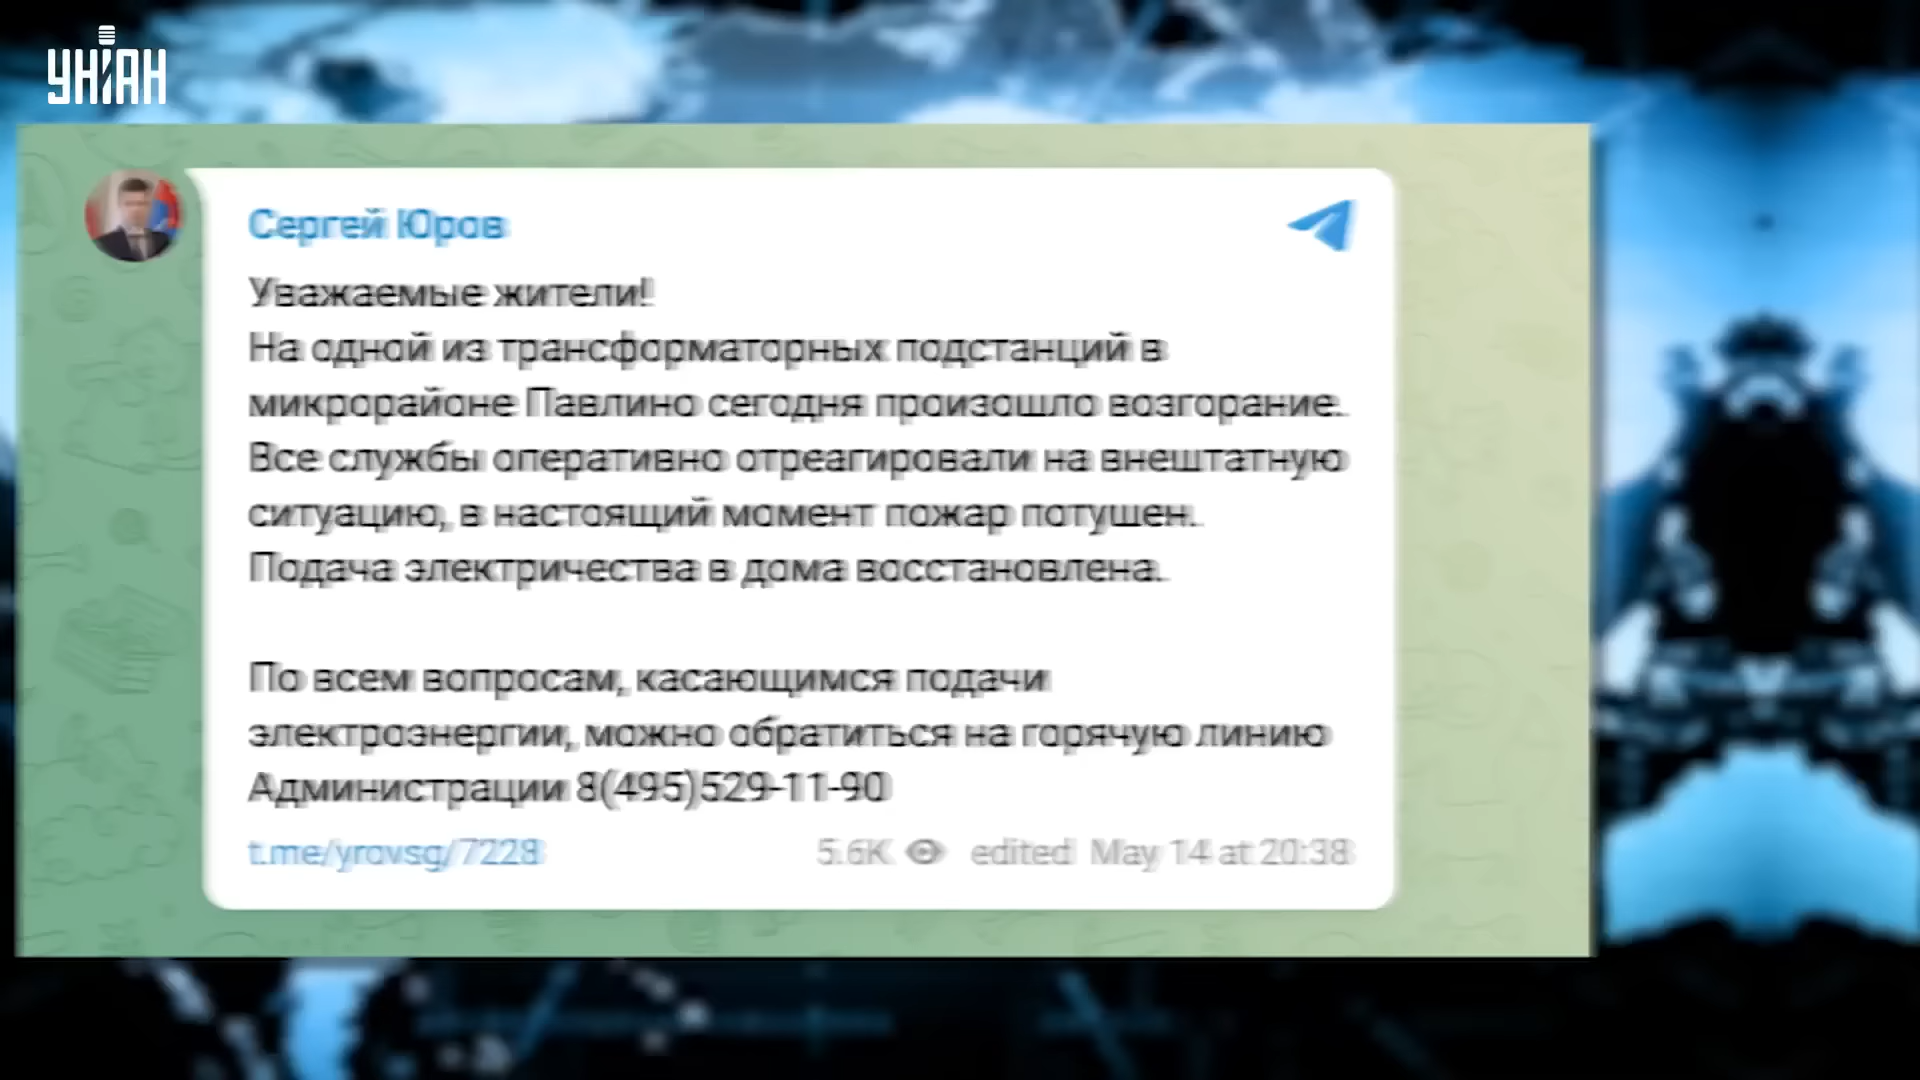 УНІАН
Сергей Юров
Уважаемые жители!
На одной из трансформаторных подстанций в
микрорайоне Павлино сегодня произошло возгорание.
Все службы оперативно отреагировали на внештатную
ситуацию, в настоящий момент пожар потушен.
Подача электричества в дома восстановлена.
По всем вопросам, касающимся подачи
электроэнергии, можно обратиться на горячую линию
Администрации 8(495)529-11-90
t.me/yrovsg/7228 5.6K edited May 14 at 20:38